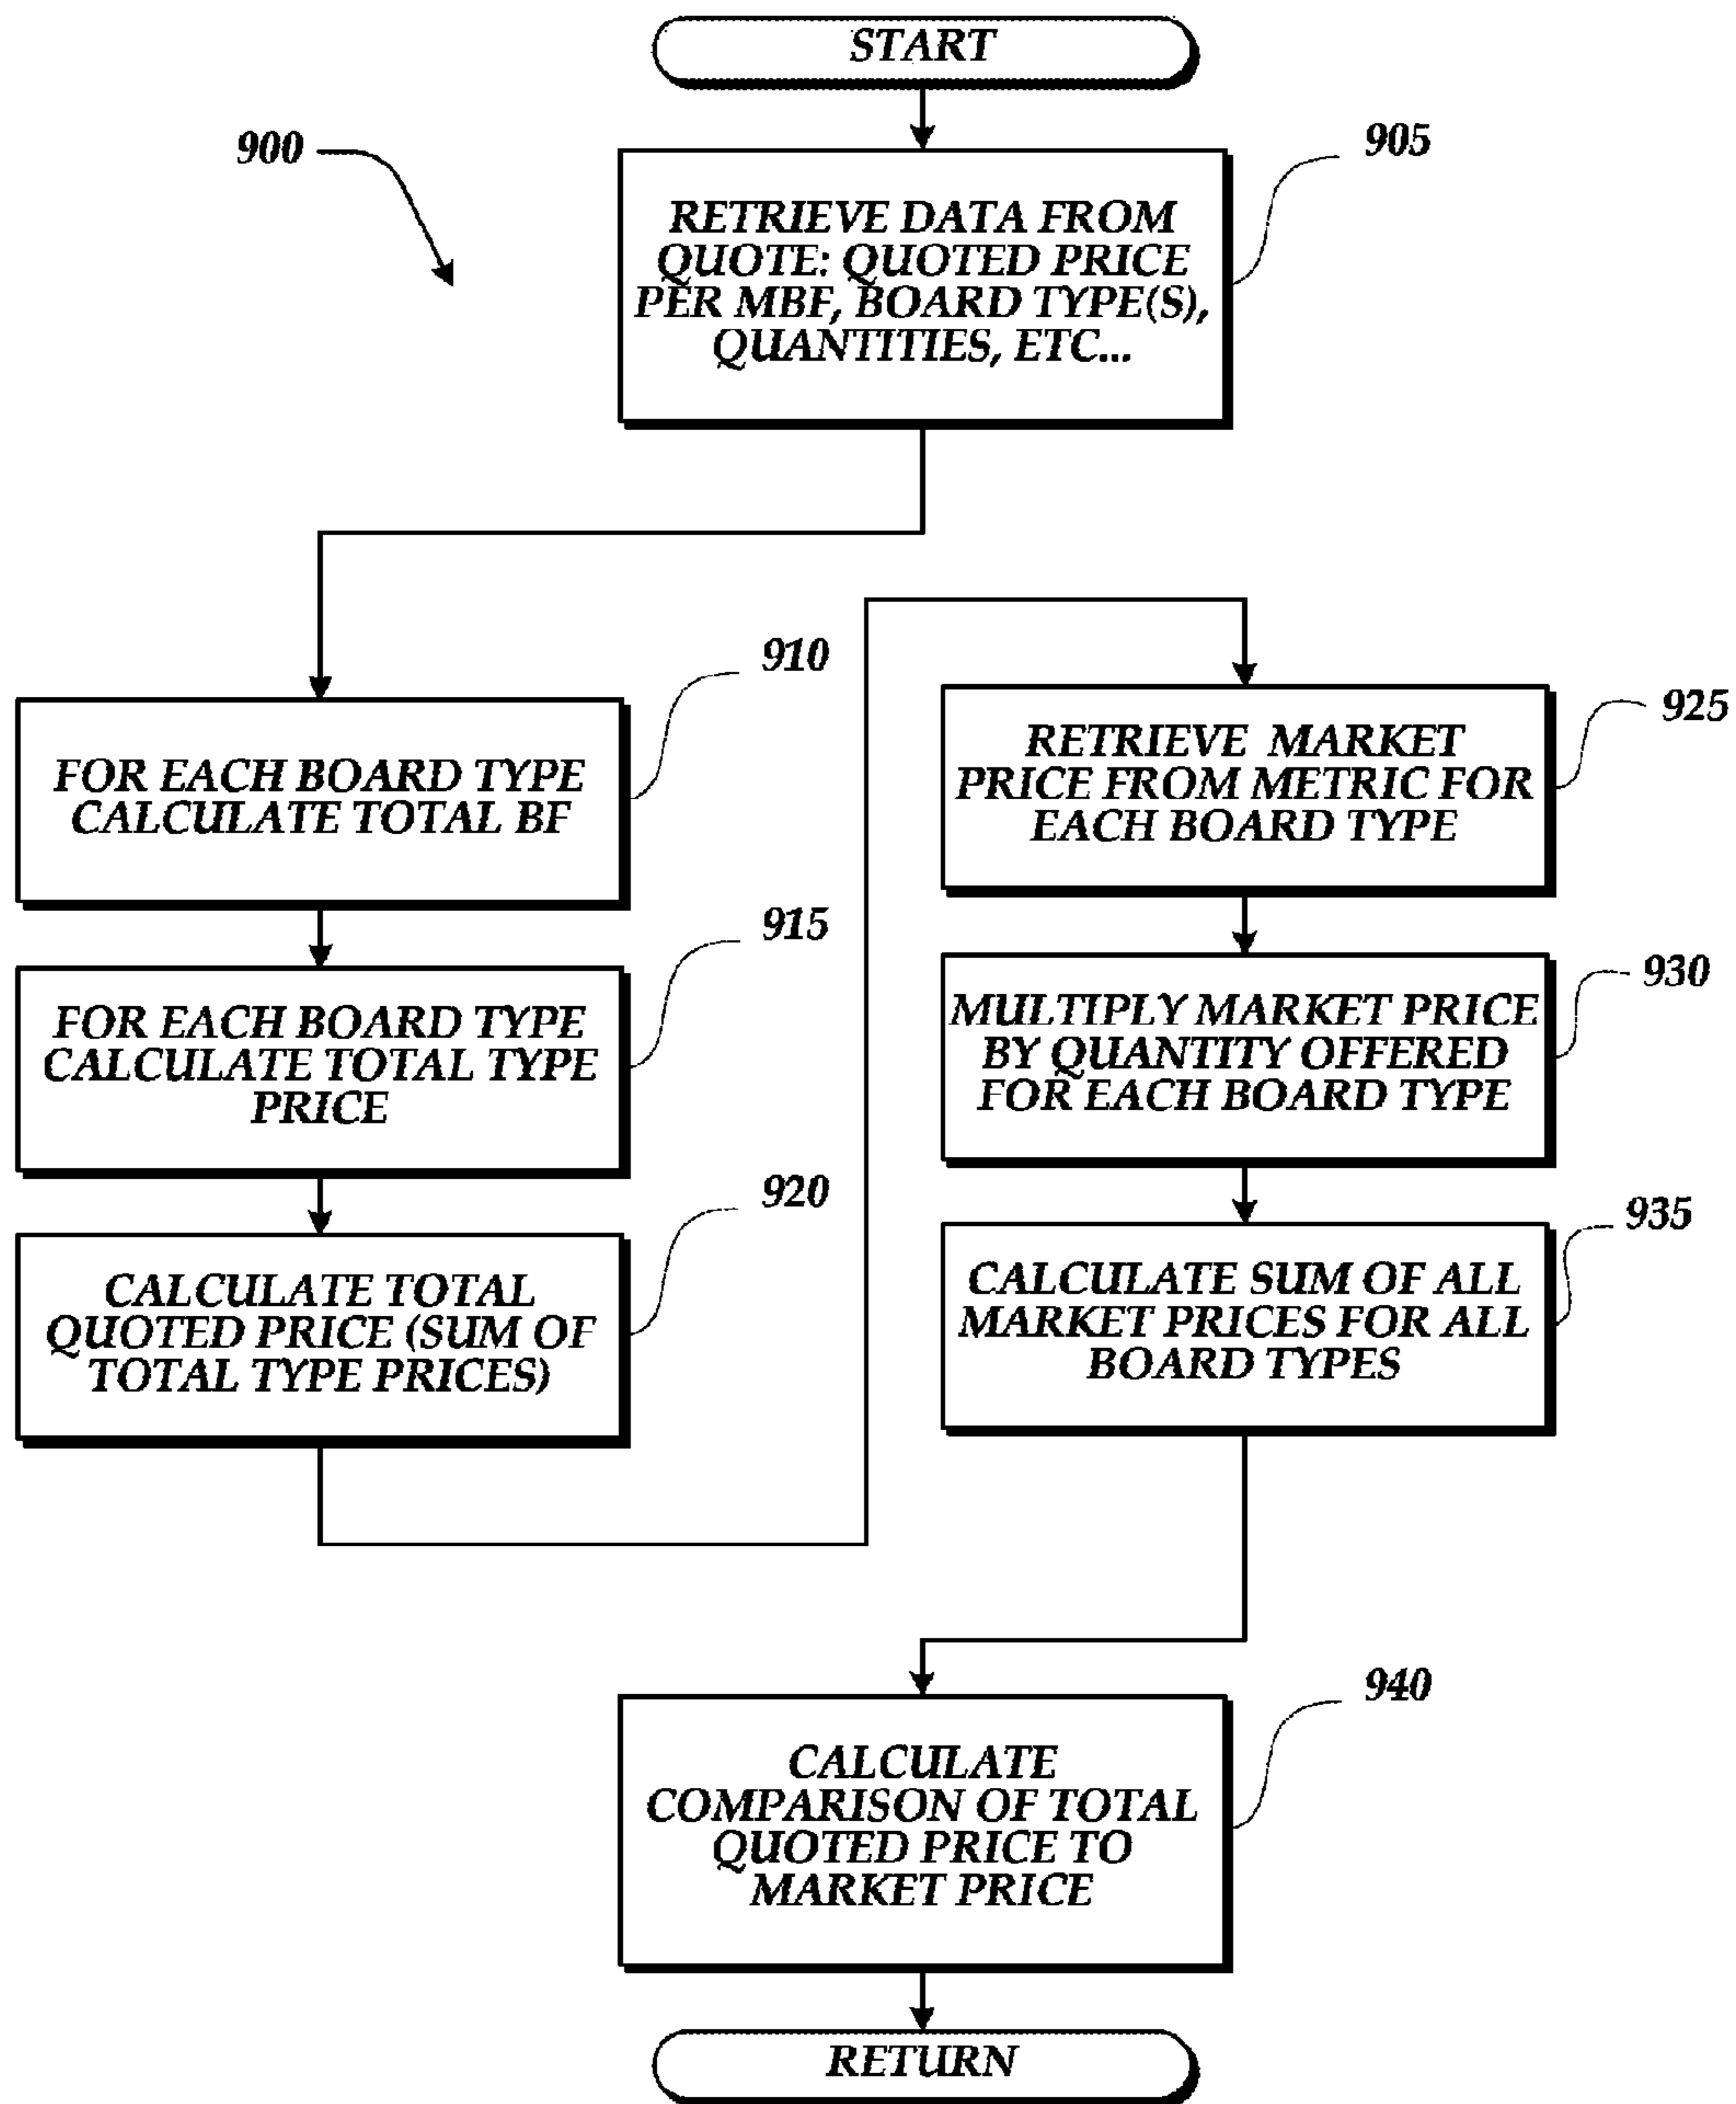 START
900
905
RETRIEVE DATA FROM
QUOTE: QUOTED PRICE
PER MBF, BOARD TYPE(S),
QUANTITIES, ETC...
910
FOR EACH BOARD TYPE
CALCULATE TOTAL BF
915
FOR EACH BOARD TYPE
CALCULATE TOTAL TYPE
PRICE
920
CALCULATE TOTAL
QUOTED PRICE (SUM OF
TOTAL TYPE PRICES)
925
RETRIEVE MARKET
PRICE FROM METRIC FOR
EACH BOARD TYPE
930
MULTIPLY MARKET PRICE
BY QUANTITY OFFERED
FOR EACH BOARD TYPE
935
CALCULATE SUM OF ALL
MARKET PRICES FOR ALL
BOARD TYPES
940
CALCULATE
COMPARISON OF TOTAL
QUOTED PRICE TO
MARKET PRICE
RETURN